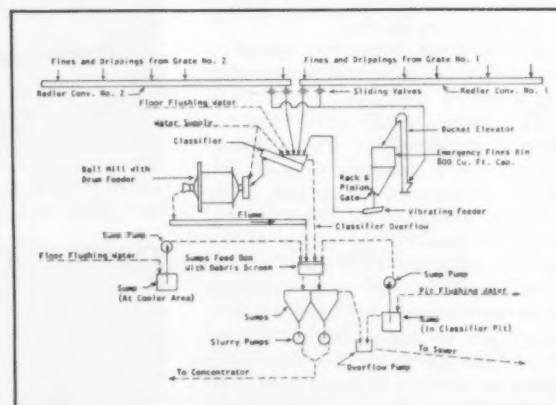 Fines and Drippings from Grate No. 2
Fines and Drippings from Grate No. 1
Redler Conv. No. 2
Sliding Valves
Redler Conv. No. 1
Floor Flushing Water
Water Supply
Classifier
Bucket Elevator
Ball Mill with
Drum Feeder
Emergency Fines Bin
800 Cu. Ft. Cap.
Rack &
Pinion
Gate
Vibrating Feeder
Flume
Classifier Overflow
Sump Pump
Floor Flushing Water
Sumps Feed Box
With Debris Screen
Sump Pump
Sump
(At Cooler Area)
Pit Flushing Water
Sumps
Sump
(In Classifier Pit)
Slurry Pumps
To Sewer
To Concentrator
Overflow Pump